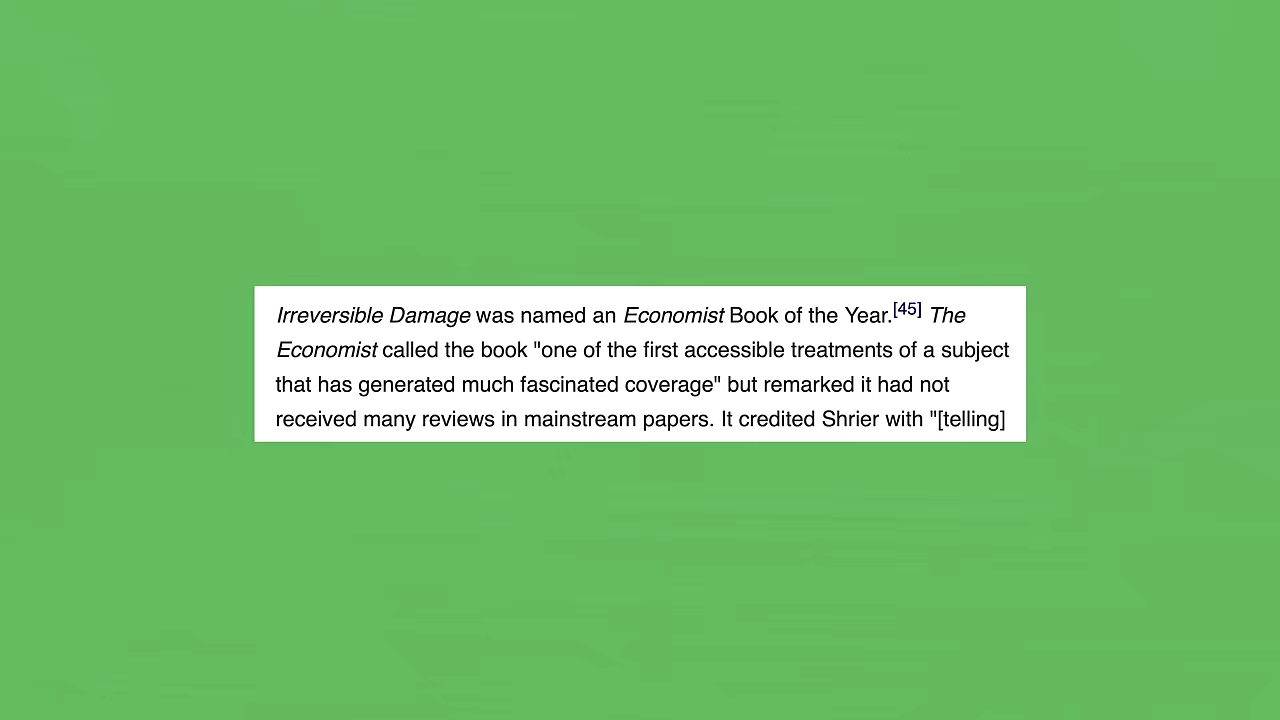 Irreversible Damage was named an Economist Book of the Year.[45] The
Economist called the book "one of the first accessible treatments of a subject
that has generated much fascinated coverage" but remarked it had not
received many reviews in mainstream papers. It credited Shrier with "[telling]